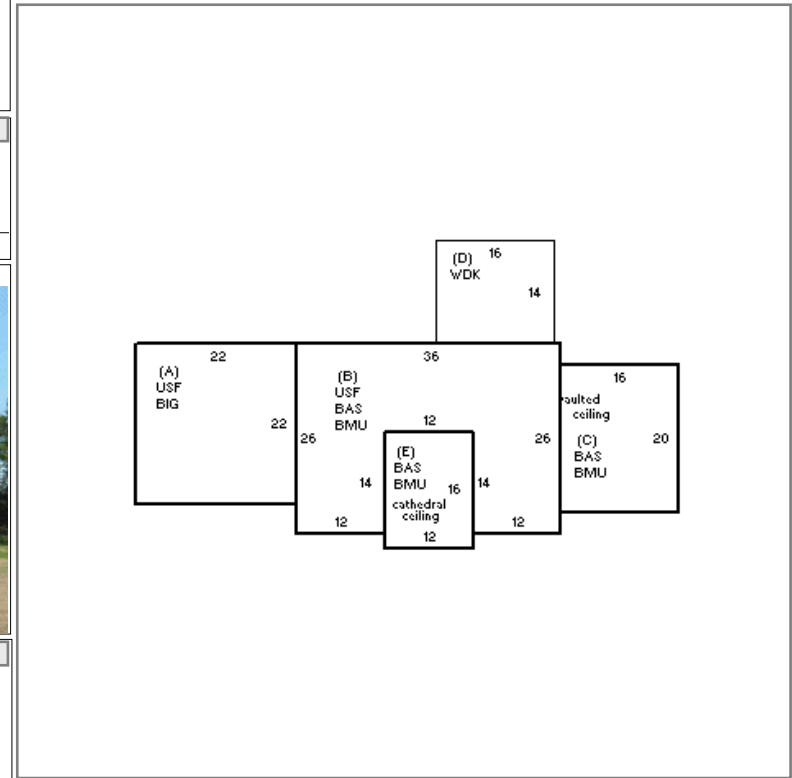 (D) 16
WDK
14
22
(A)
USF
BIG
22
36
(B)
USF
BAS
BMU
26
12
26
14
12
(E)
BAS
BMU 16
cathedral
ceiling
12
14
12
16
aulted
ceiling
(C)
BAS
BMU
20